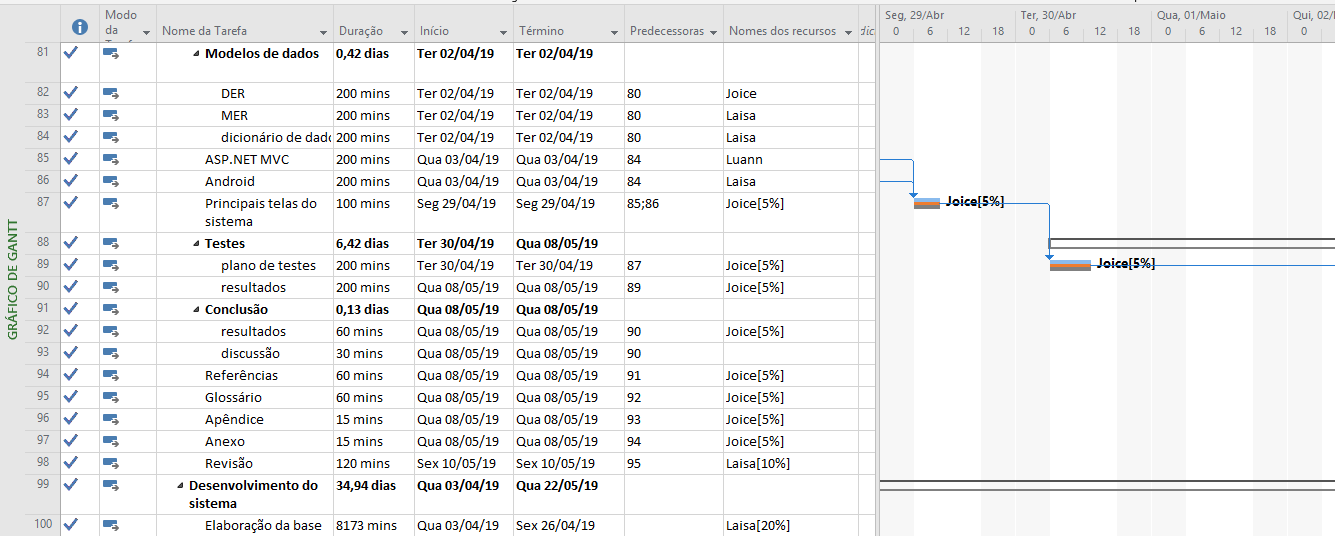 Modo da
Nome da Tarefa Duração Início Término Predecessoras Nomes dos recursos
81 Modelos de dados 0,42 dias Ter 02/04/19 Ter 02/04/19
82 DER 200 mins Ter 02/04/19 Ter 02/04/19 80 Joice
83 MER 200 mins Ter 02/04/19 Ter 02/04/19 80 Laisa
84 dicionário de dado 200 mins Ter 02/04/19 Ter 02/04/19 80 Laisa
85 ASP.NET MVC 200 mins Qua 03/04/19 Qua 03/04/19 84 Luann
86 Android 200 mins Qua 03/04/19 Qua 03/04/19 84 Laisa
87 Principais telas do sistema 100 mins Seg 29/04/19 Seg 29/04/19 85;86 Joice[5%]
88 Testes 6,42 dias Ter 30/04/19 Qua 08/05/19
89 plano de testes 200 mins Ter 30/04/19 Ter 30/04/19 87 Joice[5%]
90 resultados 200 mins Qua 08/05/19 Qua 08/05/19 89 Joice[5%]
91 Conclusão 0,13 dias Qua 08/05/19 Qua 08/05/19
92 resultados 60 mins Qua 08/05/19 Qua 08/05/19 90 Joice[5%]
93 discussão 30 mins Qua 08/05/19 Qua 08/05/19 90
94 Referências 60 mins Qua 08/05/19 Qua 08/05/19 91 Joice[5%]
95 Glossário 60 mins Qua 08/05/19 Qua 08/05/19 92 Joice[5%]
96 Apêndice 15 mins Qua 08/05/19 Qua 08/05/19 93 Joice[5%]
97 Anexo 15 mins Qua 08/05/19 Qua 08/05/19 94 Joice[5%]
98 Revisão 120 mins Sex 10/05/19 Sex 10/05/19 95 Laisa[10%]
99 Desenvolvimento do sistema 34,94 dias Qua 03/04/19 Qua 22/05/19
100 Elaboração da base 8173 mins Qua 03/04/19 Sex 26/04/19 Laisa[20%]
GRÁFICO DE GANTT
Seg, 29/Abr Ter, 30/Abr Qua, 01/Maio Qui, 02/
0 6 12 18 0 6 12 18 0 6 12 18 0
Joice[5%]
Joice[5%]